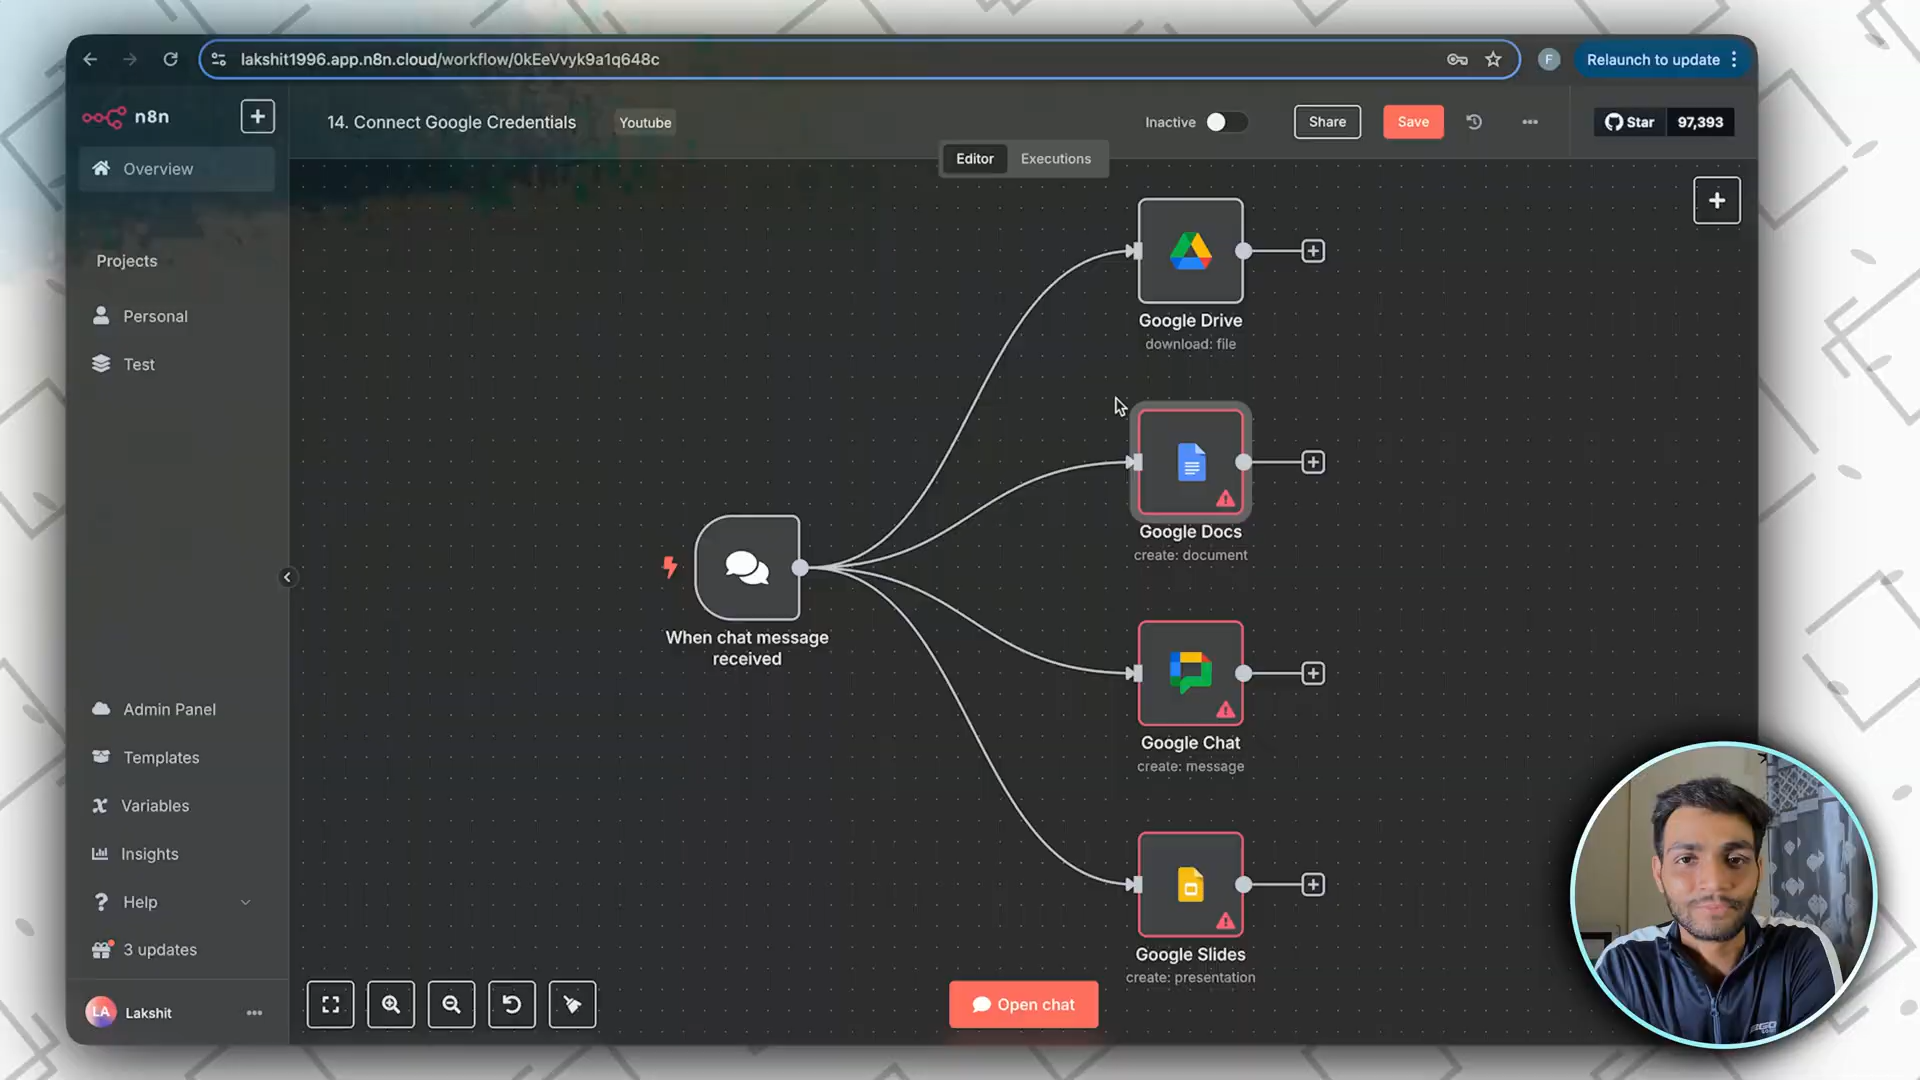 lakshit1996.app.n8n.cloud/workflow/0kEeVvyk9a1q648c
F
Relaunch to update
n8n
14. Connect Google Credentials
Youtube
Inactive
Share
Save
Star
97,393
Editor
Executions
Overview
Projects
Personal
Test
Google Drive
download: file
Google Docs
create: document
When chat message
received
Google Chat
create: message
Google Slides
create: presentation
Admin Panel
Templates
Variables
Insights
Help
3 updates
LA
Lakshit
Open chat